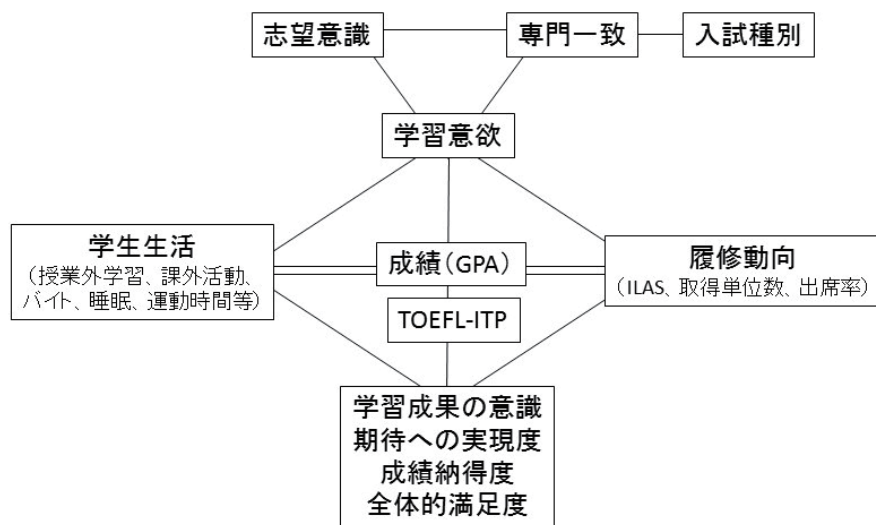 志望意識
専門一致
入試種別
学習意欲
学生生活
（授業外学習、課外活動、
バイト、睡眠、運動時間等）
成績（GPA）
履修動向
（ILAS、取得単位数、出席率）
TOEFL-ITP
学習成果の意識
期待への実現度
成績納得度
全体的満足度